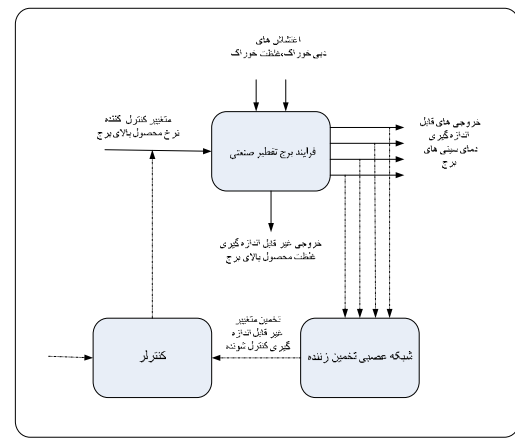 اغتشاش های
دبی خوراک،غلظت خوراک
متغییر کنترل کننده
نرخ محصول بالای برج
فرایند برج تقطیر صنعتی
خروجی های قابل
اندازه گیری
دمای سینی های
برج
خروجی غیر قابل اندازه گیری
غلظت محصول بالای برج
تخمین متغییر
غیر قابل اندازه
گیری کنترل شونده
کنترلر
شبکه عصبی تخمین زننده